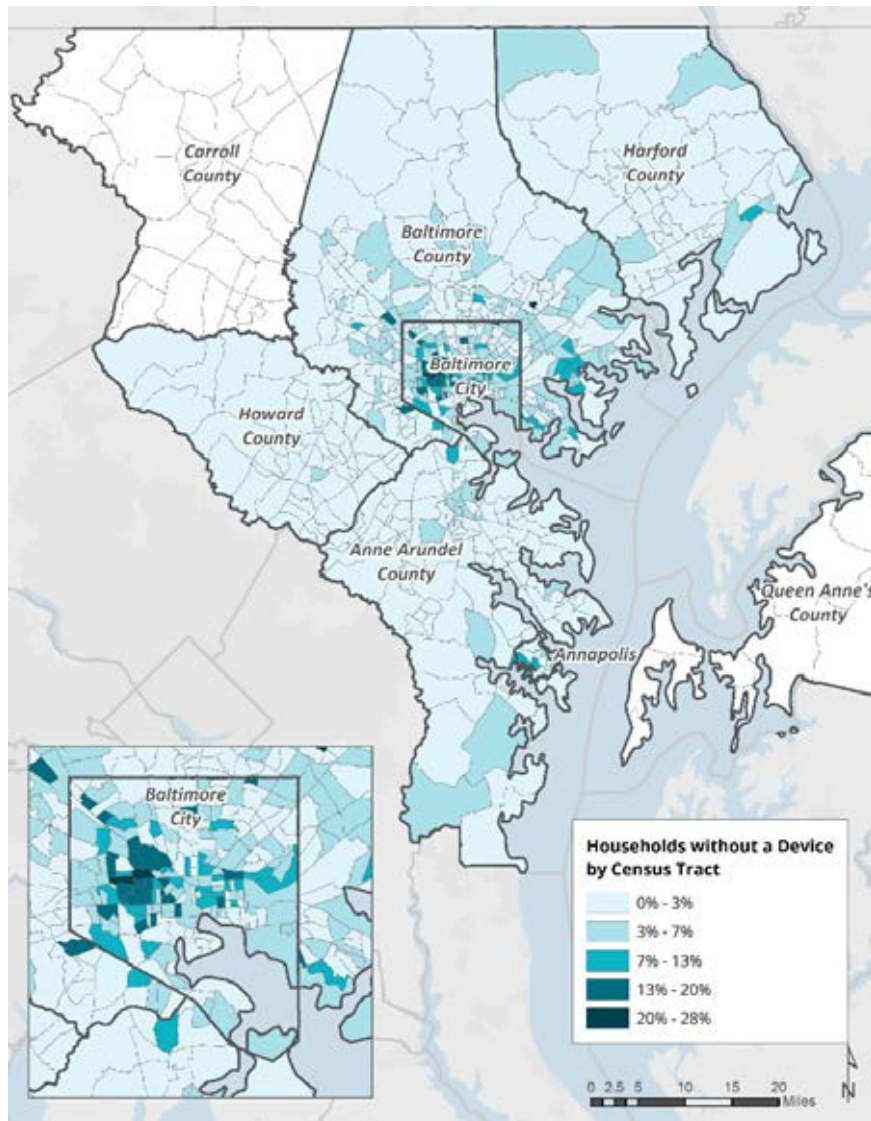 Carroll
County
Harford
County
Baltimore
County
Baltimore
City
Howard
County
Anne Arundel
County
Queen Anne's
County
Annapolis
Baltimore
City
Households without a Device
by Census Tract
0% - 3%
3% - 7%
7% - 13%
13% - 20%
20% - 28%
0 2.5 5 10 15 20
Miles
N